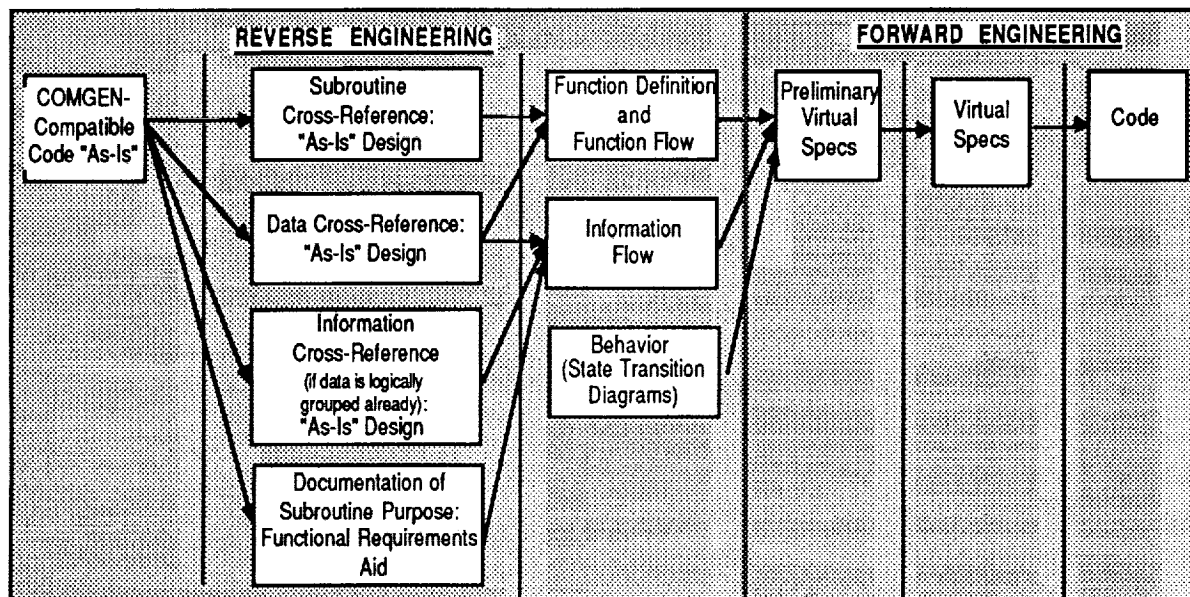 REVERSE ENGINEERING
FORWARD ENGINEERING
COMGEN-
Compatible
Code "As-Is"
Subroutine
Cross-Reference:
"As-Is" Design
Data Cross-Reference:
"As-Is" Design
Information
Cross-Reference
(if data is logically
grouped already):
"As-Is" Design
Documentation of
Subroutine Purpose:
Functional Requirements
Aid
Function Definition
and
Function Flow
Information
Flow
Behavior
(State Transition
Diagrams)
Preliminary
Virtual
Specs
Virtual
Specs
Code